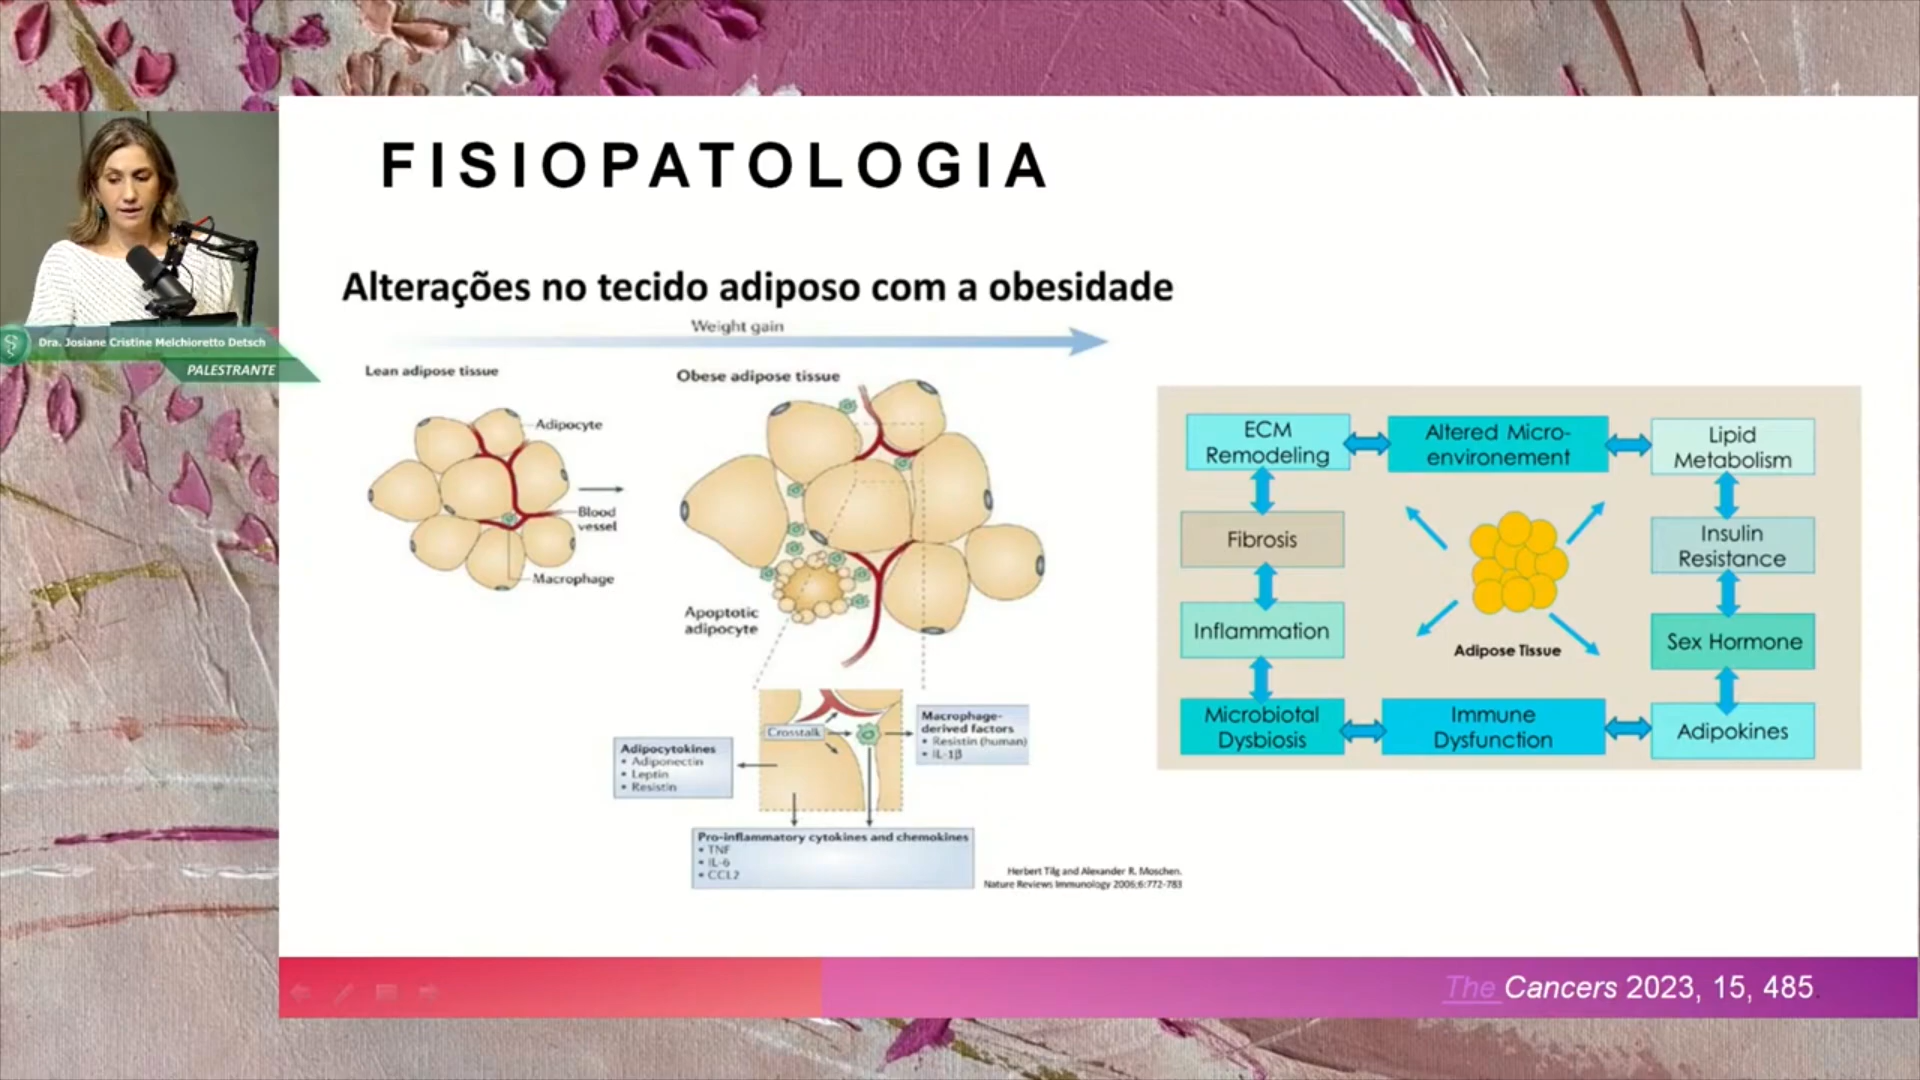 FISIOPATOLOGIA
Alterações no tecido adiposo com a obesidade
Weight gain
Lean adipose tissue
Obese adipose tissue
Adipocyte
Blood
vessel
Macrophage
Apoptotic
adipocyte
Crosstalk
Adipocytokines
• Adiponectin
• Leptin
• Resistin
Macrophage-
derived factors
• Resistin (human)
• IL-1β
Pro-inflammatory cytokines and chemokines
• TNF
• IL-6
• CCL2
Herbert Tilg and Alexander R. Moschen.
Nature Reviews Immunology 2006;6:772-783
ECM
Remodeling
Altered Micro-
environement
Lipid
Metabolism
Fibrosis
Insulin
Resistance
Inflammation
Sex Hormone
Adipose Tissue
Microbiotal
Dysbiosis
Immune
Dysfunction
Adipokines
Dra. Josiane Cristine Melchioretto Detsch
PALESTRANTE
The Cancers 2023, 15, 485.